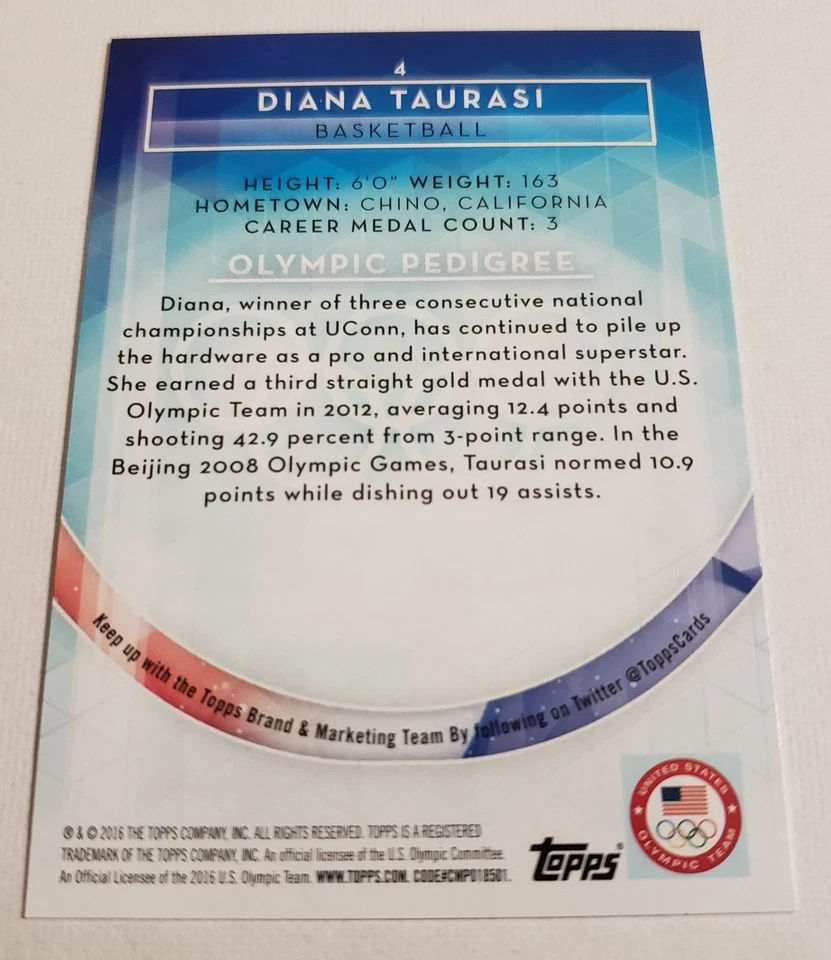 4
DIANA TAURASI
BASKETBALL
HEIGHT: 6'0" WEIGHT: 163
HOMETOWN: CHINO, CALIFORNIA
CAREER MEDAL COUNT: 3
OLYMPIC PEDIGREE
Diana, winner of three consecutive national
championships at UConn, has continued to pile up
the hardware as a pro and international superstar.
She earned a third straight gold medal with the U.S.
Olympic Team in 2012, averaging 12.4 points and
shooting 42.9 percent from 3-point range. In the
Beijing 2008 Olympic Games, Taurasi normed 10.9
points while dishing out 19 assists.
Keep up with the Topps Brand & Marketing Team By following on Twitter @ToppsCards
® & © 2016 THE TOPPS COMPANY, INC. ALL RIGHTS RESERVED. TOPPS IS A REGISTERED
TRADEMARK OF THE TOPPS COMPANY, INC. An official licensee of the U.S. Olympic Committee.
An Official Licensee of the 2016 U.S. Olympic Team. WWW.TOPPS.COM. CODE#CMP018501.
Topps®
UNITED STATES
OLYMPIC TEAM